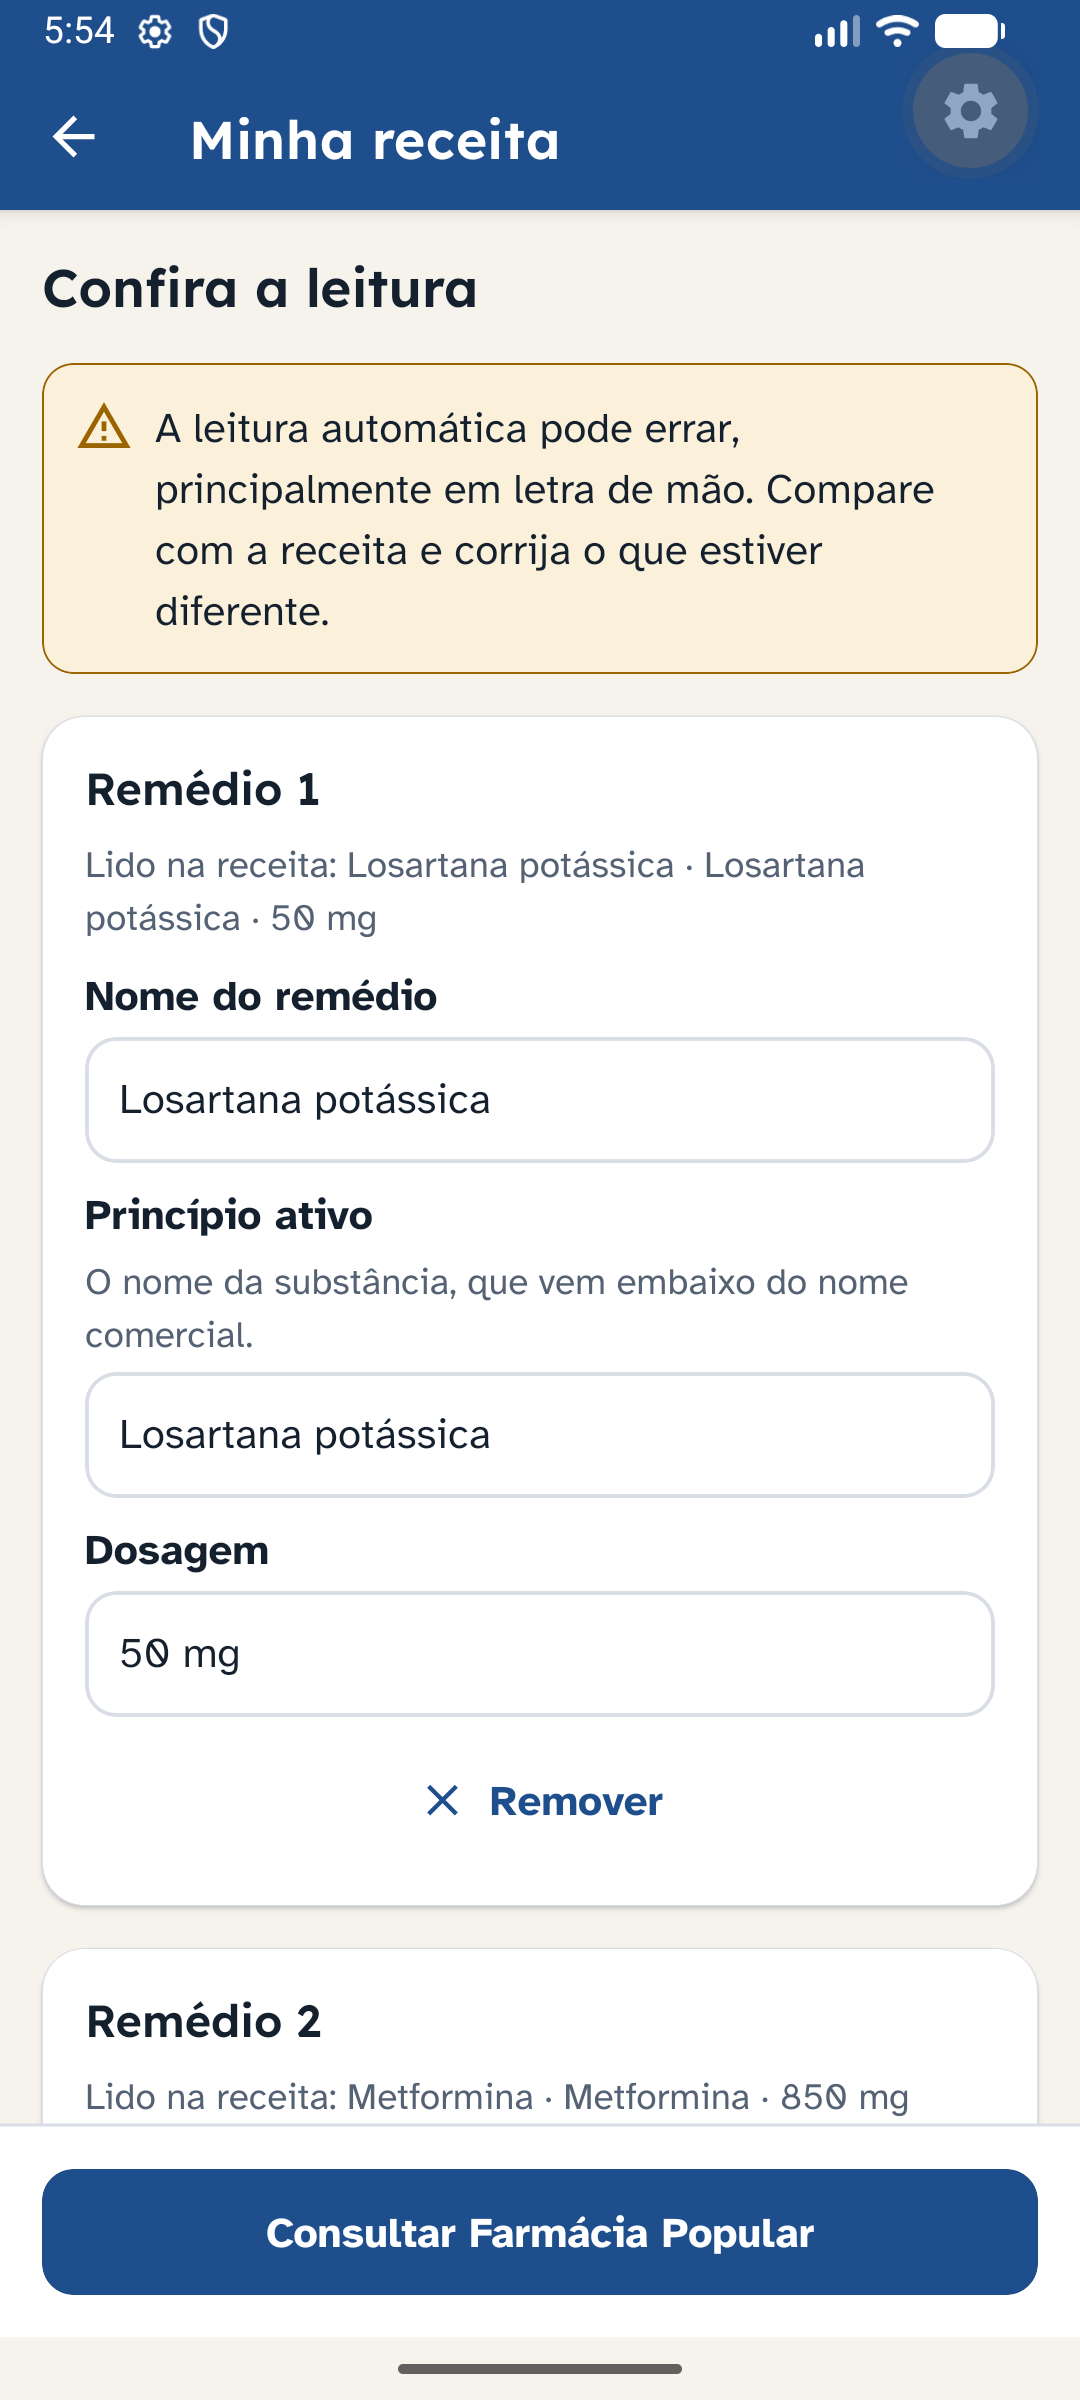 5:54
Minha receita
Confira a leitura
A leitura automática pode errar,
principalmente em letra de mão. Compare
com a receita e corrija o que estiver
diferente.
Remédio 1
Lido na receita: Losartana potássica · Losartana
potássica · 50 mg
Nome do remédio
Losartana potássica
Princípio ativo
O nome da substância, que vem embaixo do nome
comercial.
Losartana potássica
Dosagem
50 mg
Remover
Remédio 2
Lido na receita: Metformina · Metformina · 850 mg
Consultar Farmácia Popular